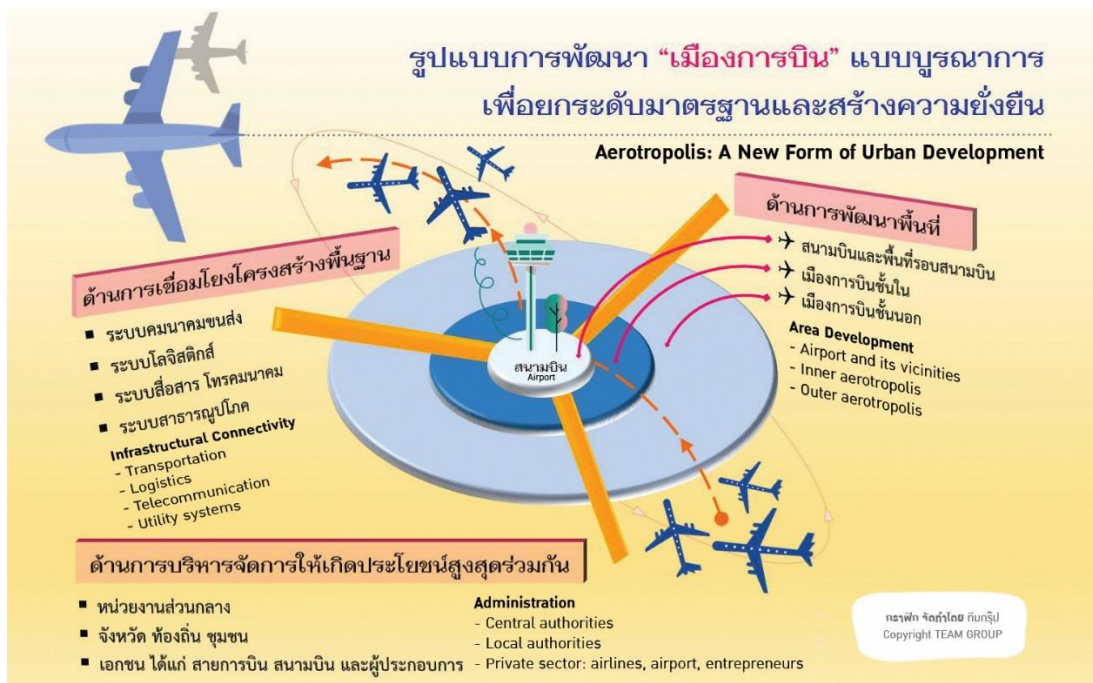 รูปแบบการพัฒนา “เมืองการบิน” แบบบูรณาการ
เพื่อยกระดับมาตรฐานและสร้างความยั่งยืน
Aerotropolis: A New Form of Urban Development
ด้านการเชื่อมโยงโครงสร้างพื้นฐาน
■ ระบบคมนาคมขนส่ง
■ ระบบโลจิสติกส์
■ ระบบสื่อสาร โทรคมนาคม
■ ระบบสาธารณูปโภค
Infrastructural Connectivity
- Transportation
- Logistics
- Telecommunication
- Utility systems
สนามบิน
Airport
ด้านการพัฒนาพื้นที่
สนามบินและพื้นที่รอบสนามบิน
เมืองการบินชั้นใน
เมืองการบินชั้นนอก
Area Development
- Airport and its vicinities
- Inner aerotropolis
- Outer aerotropolis
ด้านการบริหารจัดการให้เกิดประโยชน์สูงสุดร่วมกัน
■ หน่วยงานส่วนกลาง
■ จังหวัด ท้องถิ่น ชุมชน
■ เอกชน ได้แก่ สายการบิน สนามบิน และผู้ประกอบการ
Administration
- Central authorities
- Local authorities
- Private sector: airlines, airport, entrepreneurs
กราฟิก จัดทำโดย ทีมกรุ๊ป
Copyright TEAM GROUP